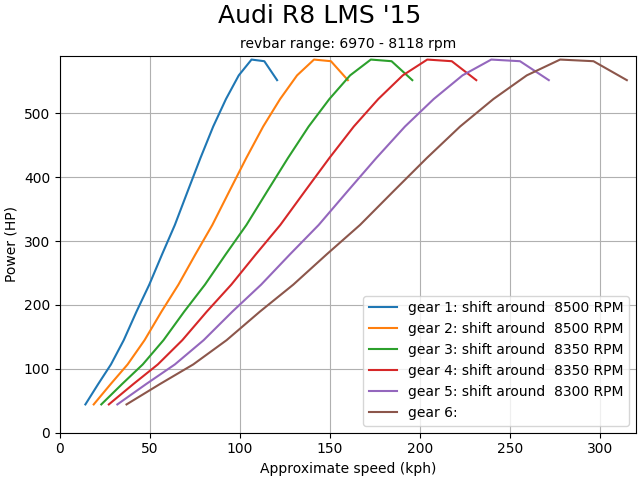 Audi R8 LMS '15
revbar range: 6970 - 8118 rpm
Power (HP)
500
400
300
200
100
0
gear 1: shift around  8500 RPM
gear 2: shift around  8500 RPM
gear 3: shift around  8350 RPM
gear 4: shift around  8350 RPM
gear 5: shift around  8300 RPM
gear 6:
0 50 100 150 200 250 300
Approximate speed (kph)